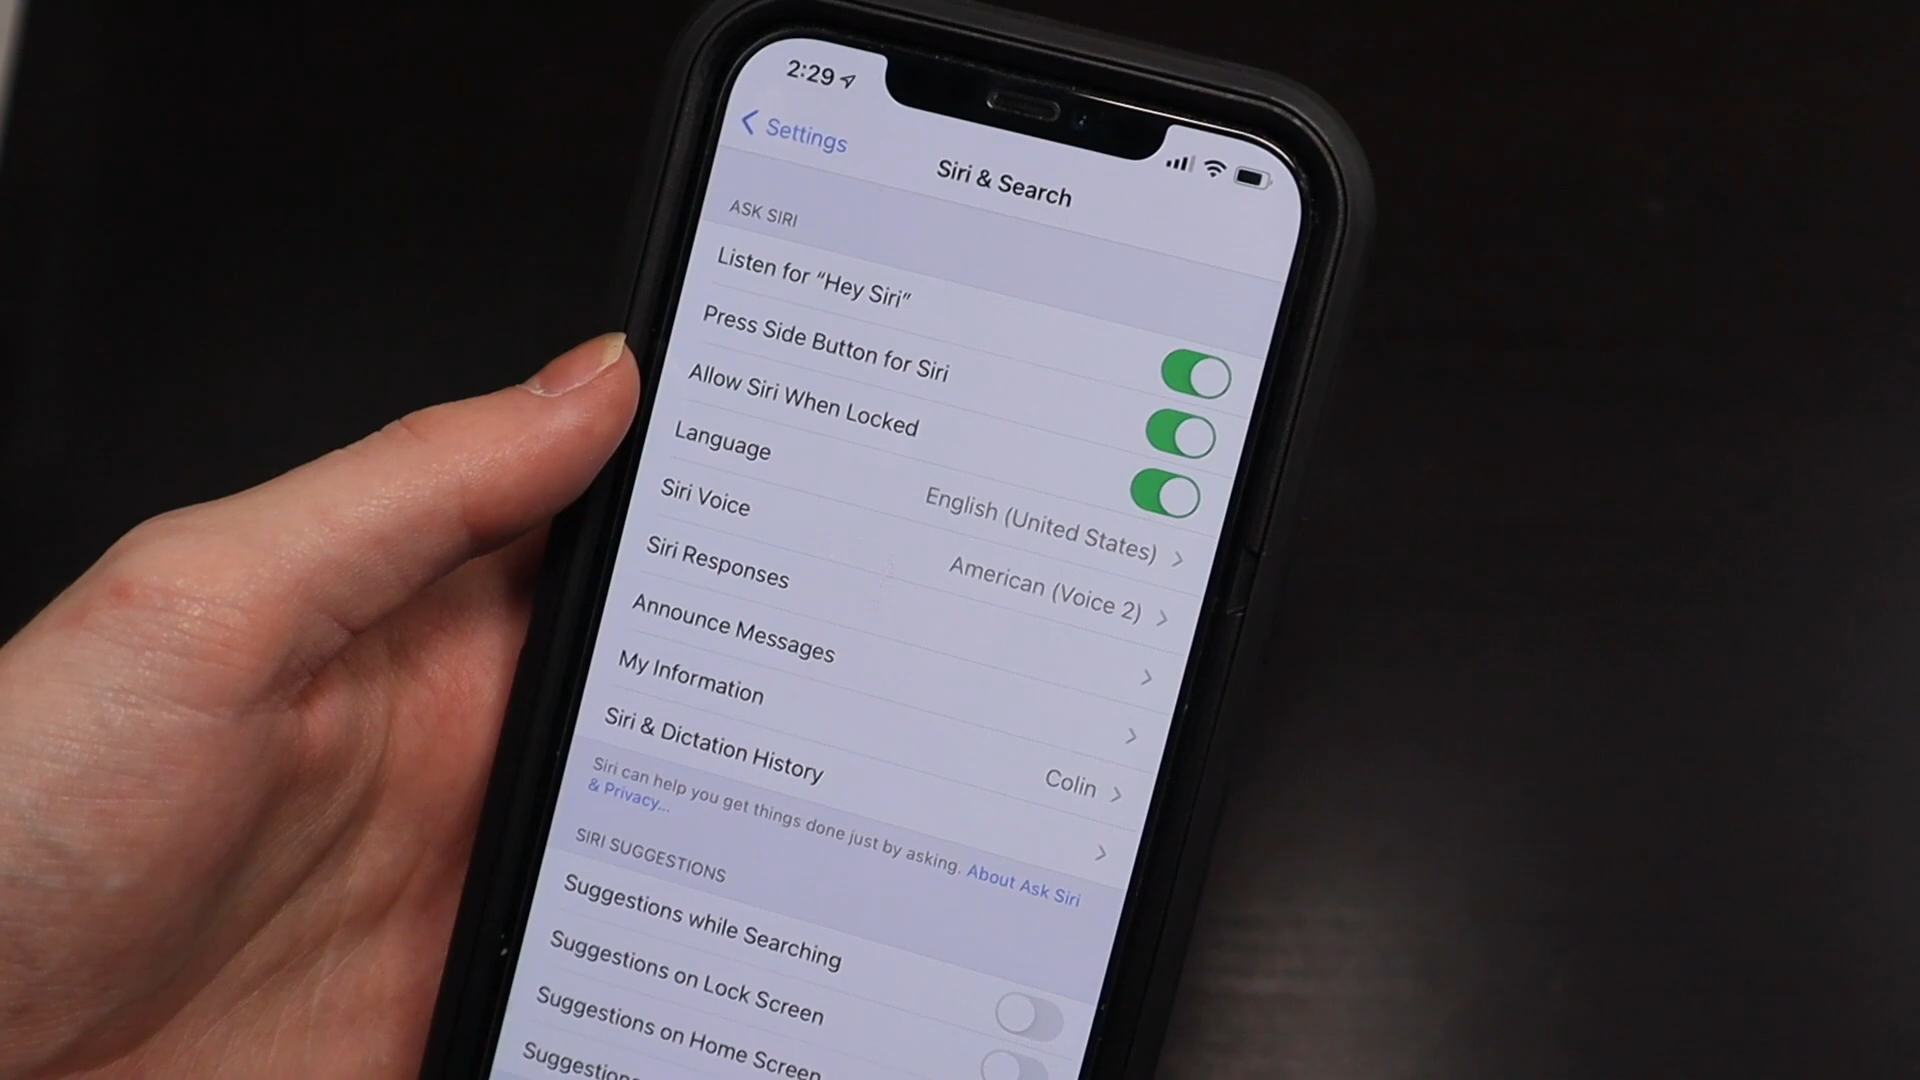 2:29
Settings
Siri & Search
ASK SIRI
Listen for “Hey Siri”
Press Side Button for Siri
Allow Siri When Locked
Language English (United States)
Siri Voice American (Voice 2)
Siri Responses
Announce Messages
My Information Colin
Siri & Dictation History
Siri can help you get things done just by asking. About Ask Siri
& Privacy...
SIRI SUGGESTIONS
Suggestions while Searching
Suggestions on Lock Screen
Suggestions on Home Screen